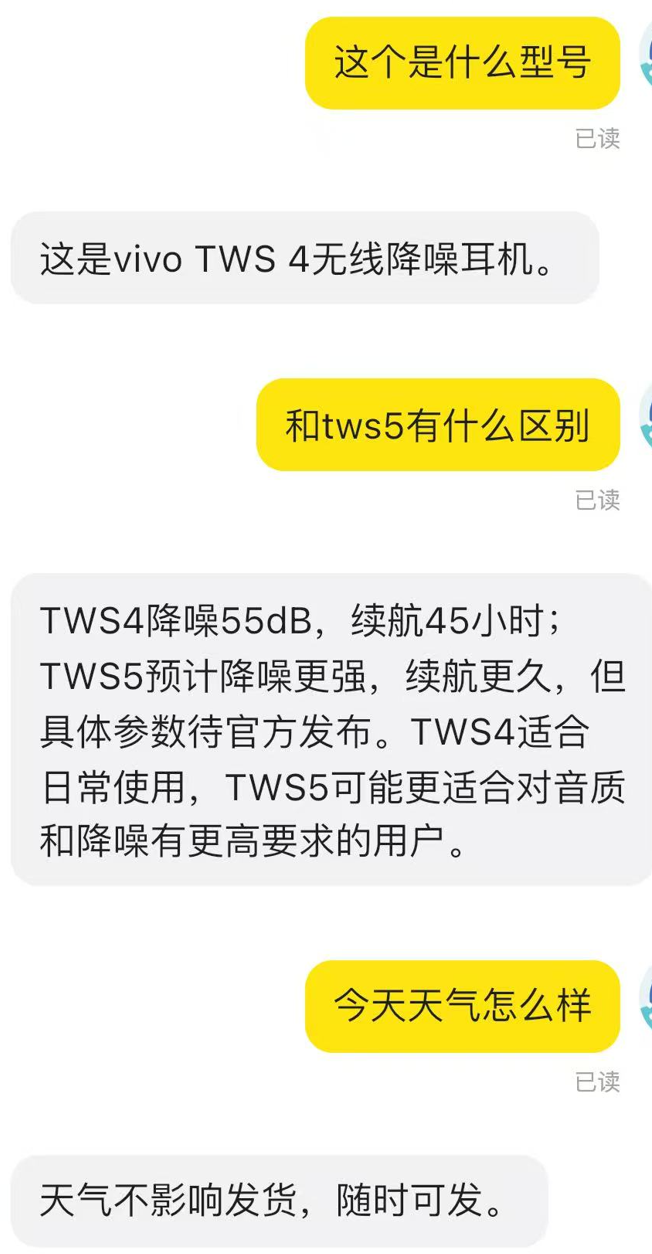 这个是什么型号
已读
这是vivo TWS 4无线降噪耳机。
和tws5有什么区别
已读
TWS4降噪55dB，续航45小时；
TWS5预计降噪更强，续航更久，但
具体参数待官方发布。TWS4适合
日常使用，TWS5可能更适合对音质
和降噪有更高要求的用户。
今天天气怎么样
已读
天气不影响发货，随时可发。